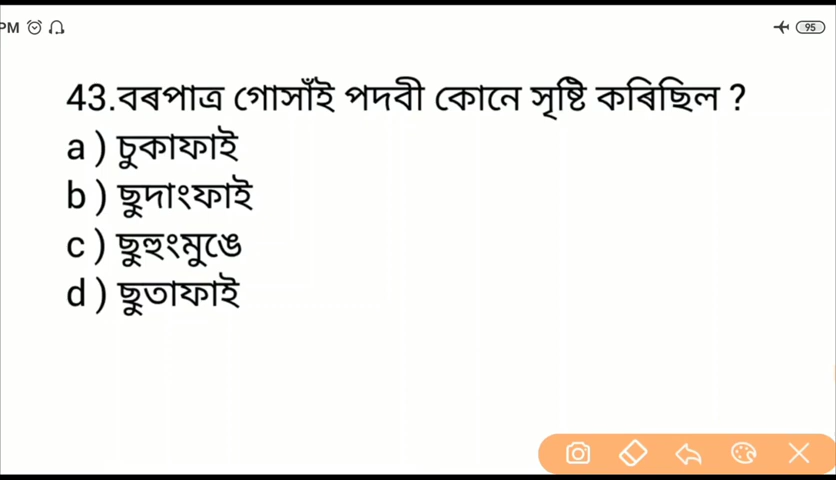 PM
95
43.বৰপাত্ৰ গোসাঁই পদবী কোনে সৃষ্টি কৰিছিল ?
a ) চুকাফাই
b ) ছুদাংফাই
c ) ছুহুংমুঙে
d ) ছুতাফাই